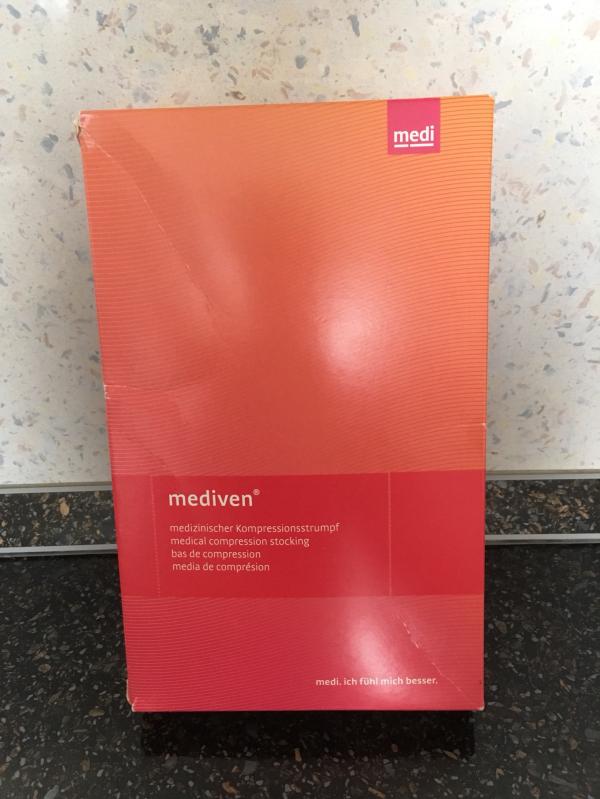 medi
mediven®
medizinischer Kompressionsstrumpf
medical compression stocking
bas de compression
media de comprésion
medi. ich fühl mich besser.